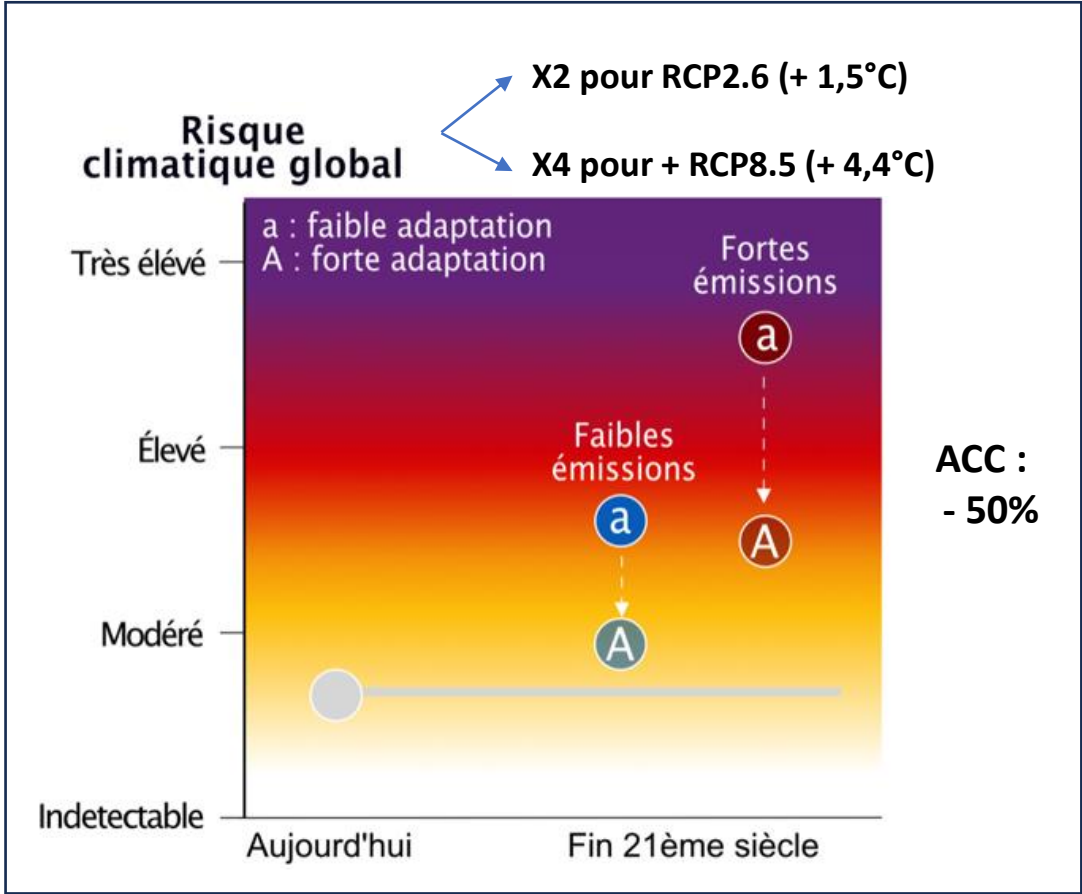 X2 pour RCP2.6 (+ 1,5°C)
Risque
climatique global
X4 pour + RCP8.5 (+ 4,4°C)
a : faible adaptation
A : forte adaptation
Très élévé
Fortes
émissions
a
Élevé
Faibles
émissions
a
A
ACC :
- 50%
Modéré
A
Indetectable
Aujourd'hui
Fin 21ème siècle